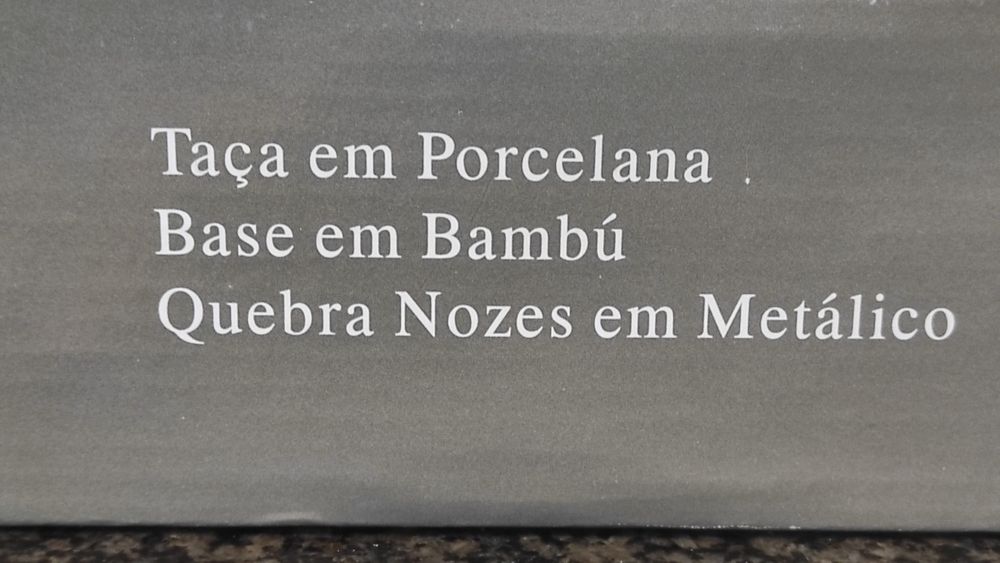 Taça em Porcelana
Base em Bambú
Quebra Nozes em Metálico